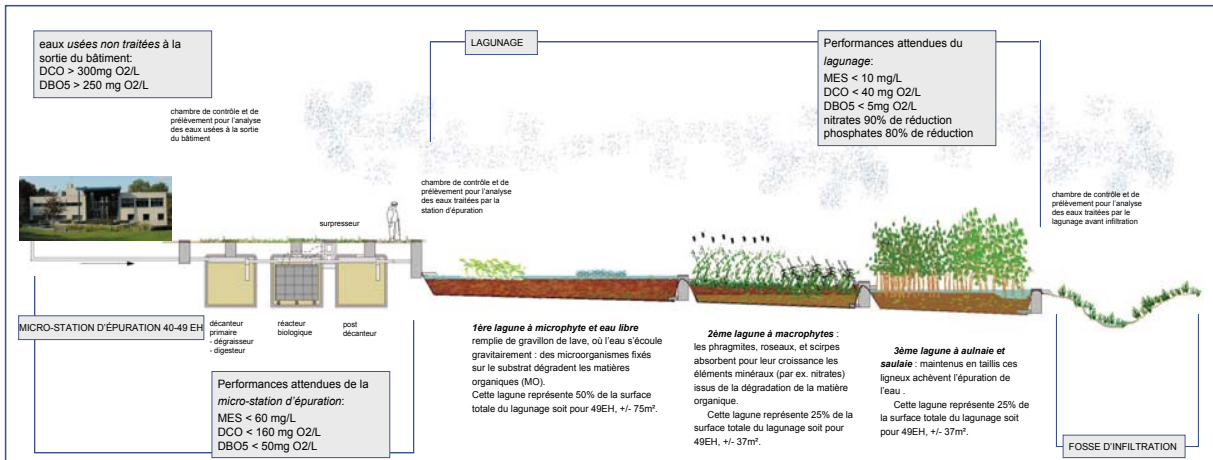 eaux usées non traitées à la
sortie du bâtiment:
DCO > 300mg O2/L
DBO5 > 250 mg O2/L
chambre de contrôle et de
prélèvement pour l'analyse
des eaux usées à la sortie
du bâtiment
LAGUNAGE
Performances attendues du
lagunage:
MES < 10 mg/L
DCO < 40 mg O2/L
DBO5 < 5mg O2/L
nitrates 90% de réduction
phosphates 80% de réduction
chambre de contrôle et de
prélèvement pour l'analyse
des eaux traitées par la
station d'épuration
chambre de contrôle et de
prélèvement pour l'analyse
des eaux traitées par le
lagunage avant infiltration
surpresseur
MICRO-STATION D'ÉPURATION 40-49 EH
décanteur
primaire
- dégraisseur
- digesteur
réacteur
biologique
post
décanteur
Performances attendues de la
micro-station d'épuration:
MES < 60 mg/L
DCO < 160 mg O2/L
DBO5 < 50mg O2/L
1ère lagune à microphyte et eau libre
remplie de gravillon de lave, où l'eau s'écoule
gravitairement : des microorganismes fixés
sur le substrat dégradent les matières
organiques (MO).
Cette lagune représente 50% de la surface
totale du lagunage soit pour 49EH, +/- 75m².
2ème lagune à macrophytes :
les phragmites, roseaux, et scirpes
absorbent pour leur croissance les
éléments minéraux (par ex. nitrates)
issus de la dégradation de la matière
organique.
Cette lagune représente 25% de la
surface totale du lagunage soit pour
49EH, +/- 37m².
3ème lagune à aulnaie et
saulaie : maintenus en taillis ces
ligneux achèvent l'épuration de
l'eau .
Cette lagune représente 25% de
la surface totale du lagunage soit
pour 49EH, +/- 37m².
FOSSE D'INFILTRATION